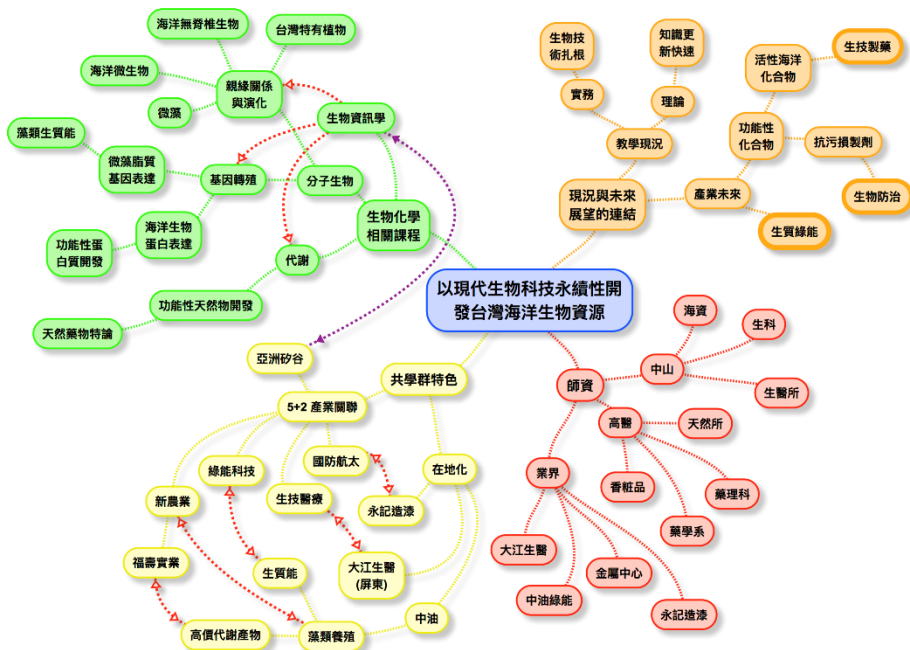 海洋無脊椎生物
台灣特有植物
海洋微生物
親緣關係
與演化
微藻
生物資訊學
藻類生質能
微藻脂質
基因表達
基因轉殖
分子生物
海洋生物
蛋白表達
功能性蛋
白質開發
生物化學
相關課程
代謝
功能性天然物開發
天然藥物特論
生物技
術扎根
知識更
新快速
實務
理論
教學現況
活性海洋
化合物
生技製藥
功能性
化合物
抗污損製劑
現況與未來
展望的連結
產業未來
生物防治
生質綠能
以現代生物科技永續性開
發台灣海洋生物資源
亞洲矽谷
共學群特色
5+2 產業關聯
國防航太
在地化
綠能科技
生技醫療
永記造漆
新農業
福壽實業
生質能
大江生醫
(屏東)
中油
高價代謝產物
藻類養殖
師資
中山
海資
生科
生醫所
高醫
天然所
香粧品
藥理科
藥學系
業界
大江生醫
中油綠能
金屬中心
永記造漆